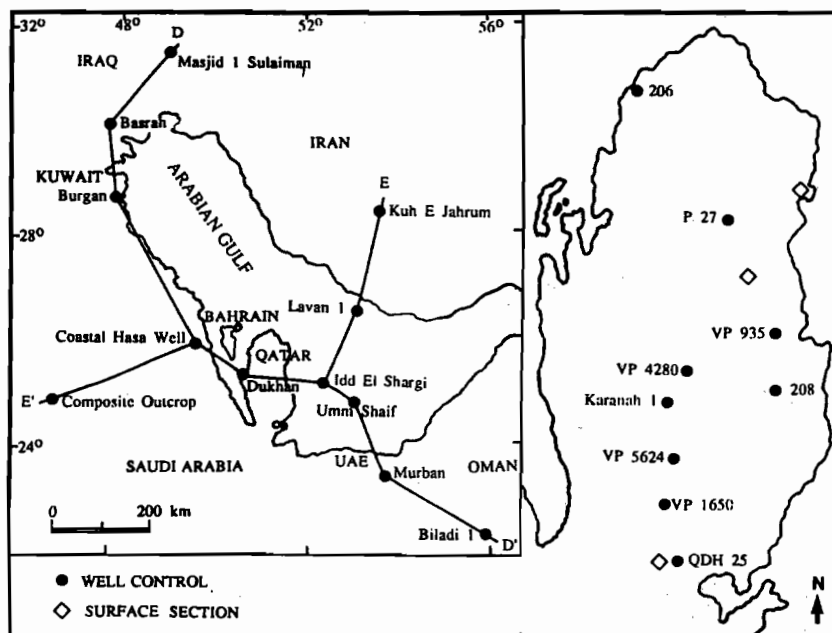 32
48°
52°
56°
D
IRAQ
Masjid 1 Sulaiman
Basrah
IRAN
KUWAIT
Burgan
ARABIAN GULF
E
Kuh E Jahrum
28°
Lavan 1
BAHRAIN
Coastal Hasa Well
QATAR
Dukhan
Idd El Shargi
Umm Shaif
E'
Composite Outcrop
24°
SAUDI ARABIA
UAE
Murban
OMAN
0 200
km
Biladi 1
D'
WELL CONTROL
SURFACE SECTION
206
P. 27
VP 935
VP 4280
208
Karanah 1
VP 5624
VP 1650
QDH 25
N